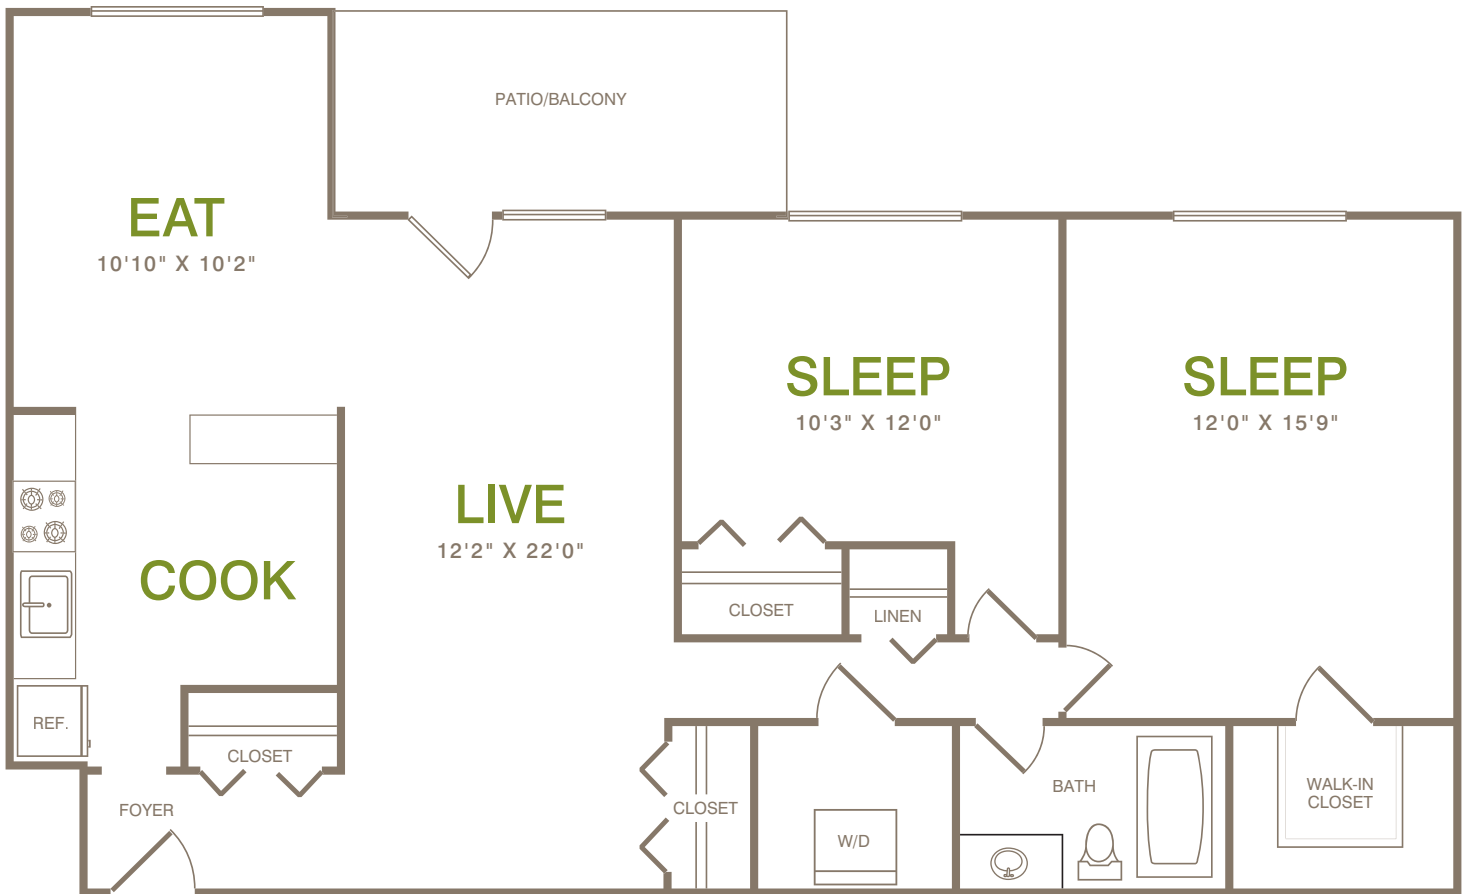 PATIO/BALCONY
EAT
10'10" X 10'2"
SLEEP
10'3" X 12'0"
SLEEP
12'0" X 15'9"
LIVE
12'2" X 22'0"
COOK
CLOSET
LINEN
REF.
CLOSET
FOYER
CLOSET
W/D
BATH
WALK-IN
CLOSET